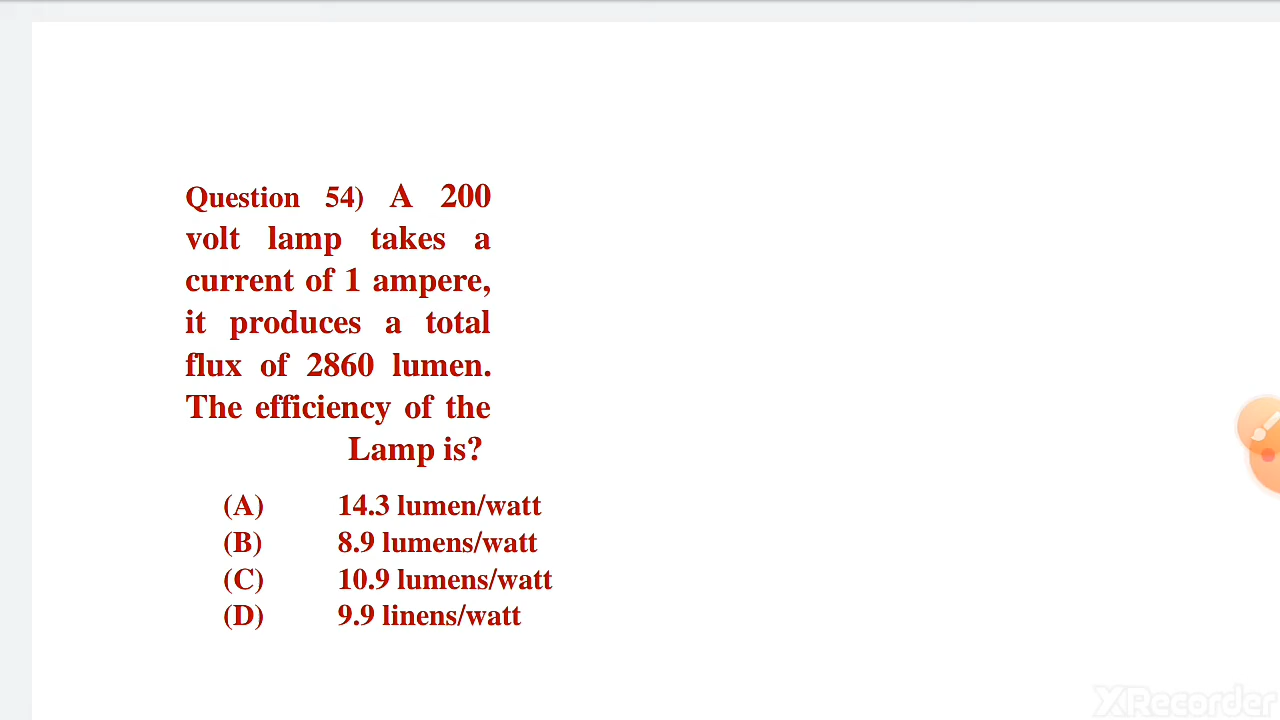 Question 54) A 200
volt lamp takes a
current of 1 ampere,
it produces a total
flux of 2860 lumen.
The efficiency of the
Lamp is?
(A) 14.3 lumen/watt
(B) 8.9 lumens/watt
(C) 10.9 lumens/watt
(D) 9.9 linens/watt
XRecorder